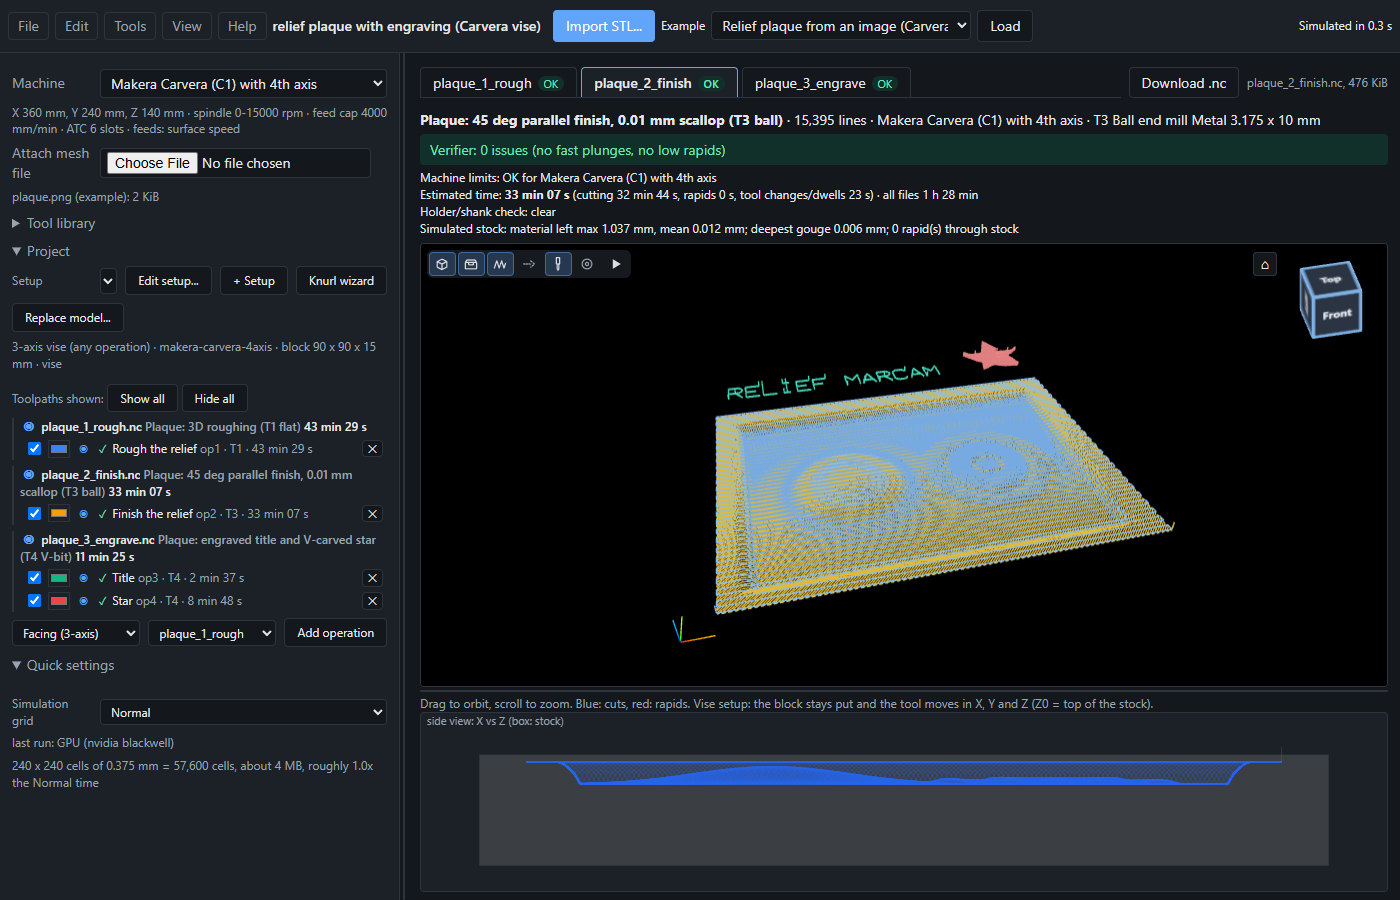 File Edit Tools View Help relief plaque with engraving (Carvera vise) Import STL... Example Relief plaque from an image (Carvera Load Simulated in 0.3 s
Machine Makera Carvera (C1) with 4th axis
X 360 mm, Y 240 mm, Z 140 mm · spindle 0-15000 rpm · feed cap 4000
mm/min · ATC 6 slots · feeds: surface speed
Attach mesh
file
Choose File No file chosen
plaque.png (example): 2 KiB
Tool library
Project
Setup Edit setup... + Setup Knurl wizard
Replace model...
3-axis vise (any operation) · makera-carvera-4axis · block 90 x 90 x 15
mm · vise
Toolpaths shown: Show all Hide all
plaque_1_rough.nc Plaque: 3D roughing (T1 flat) 43 min 29 s
✓ Rough the relief op1 · T1 · 43 min 29 s
plaque_2_finish.nc Plaque: 45 deg parallel finish, 0.01 mm
scallop (T3 ball) 33 min 07 s
✓ Finish the relief op2 · T3 · 33 min 07 s
plaque_3_engrave.nc Plaque: engraved title and V-carved star
(T4 V-bit) 11 min 25 s
✓ Title op3 · T4 · 2 min 37 s
✓ Star op4 · T4 · 8 min 48 s
Facing (3-axis) plaque_1_rough Add operation
Quick settings
Simulation
grid
Normal
last run: GPU (nvidia blackwell)
240 x 240 cells of 0.375 mm = 57,600 cells, about 4 MB, roughly 1.0x
the Normal time
plaque_1_rough OK plaque_2_finish OK plaque_3_engrave OK Download .nc plaque_2_finish.nc, 476 KiB
Plaque: 45 deg parallel finish, 0.01 mm scallop (T3 ball) · 15,395 lines · Makera Carvera (C1) with 4th axis · T3 Ball end mill Metal 3.175 x 10 mm
Verifier: 0 issues (no fast plunges, no low rapids)
Machine limits: OK for Makera Carvera (C1) with 4th axis
Estimated time: 33 min 07 s (cutting 32 min 44 s, rapids 0 s, tool changes/dwells 23 s) · all files 1 h 28 min
Holder/shank check: clear
Simulated stock: material left max 1.037 mm, mean 0.012 mm; deepest gouge 0.006 mm; 0 rapid(s) through stock
Top
Front
RELIEF MARCAM
Drag to orbit, scroll to zoom. Blue: cuts, red: rapids. Vise setup: the block stays put and the tool moves in X, Y and Z (Z0 = top of the stock).
side view: X vs Z (box: stock)